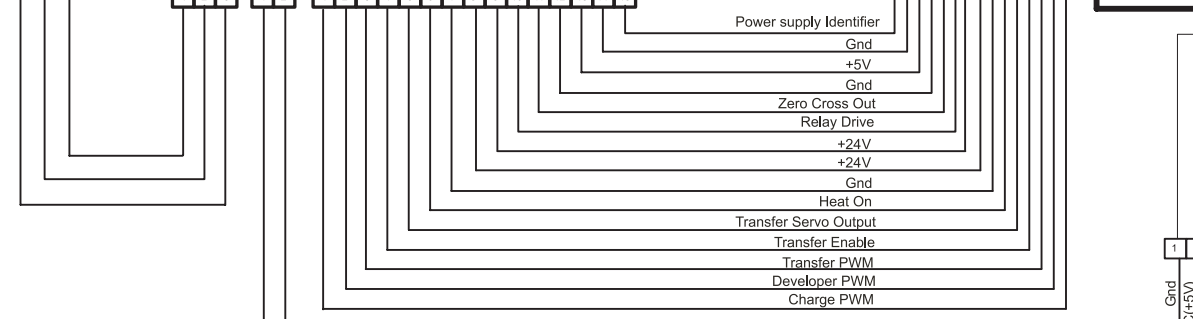 Power supply Identifier
Gnd
+5V
Gnd
Zero Cross Out
Relay Drive
+24V
+24V
Gnd
Heat On
Transfer Servo Output
Transfer Enable
Transfer PWM
Developer PWM
Charge PWM
1
Gnd